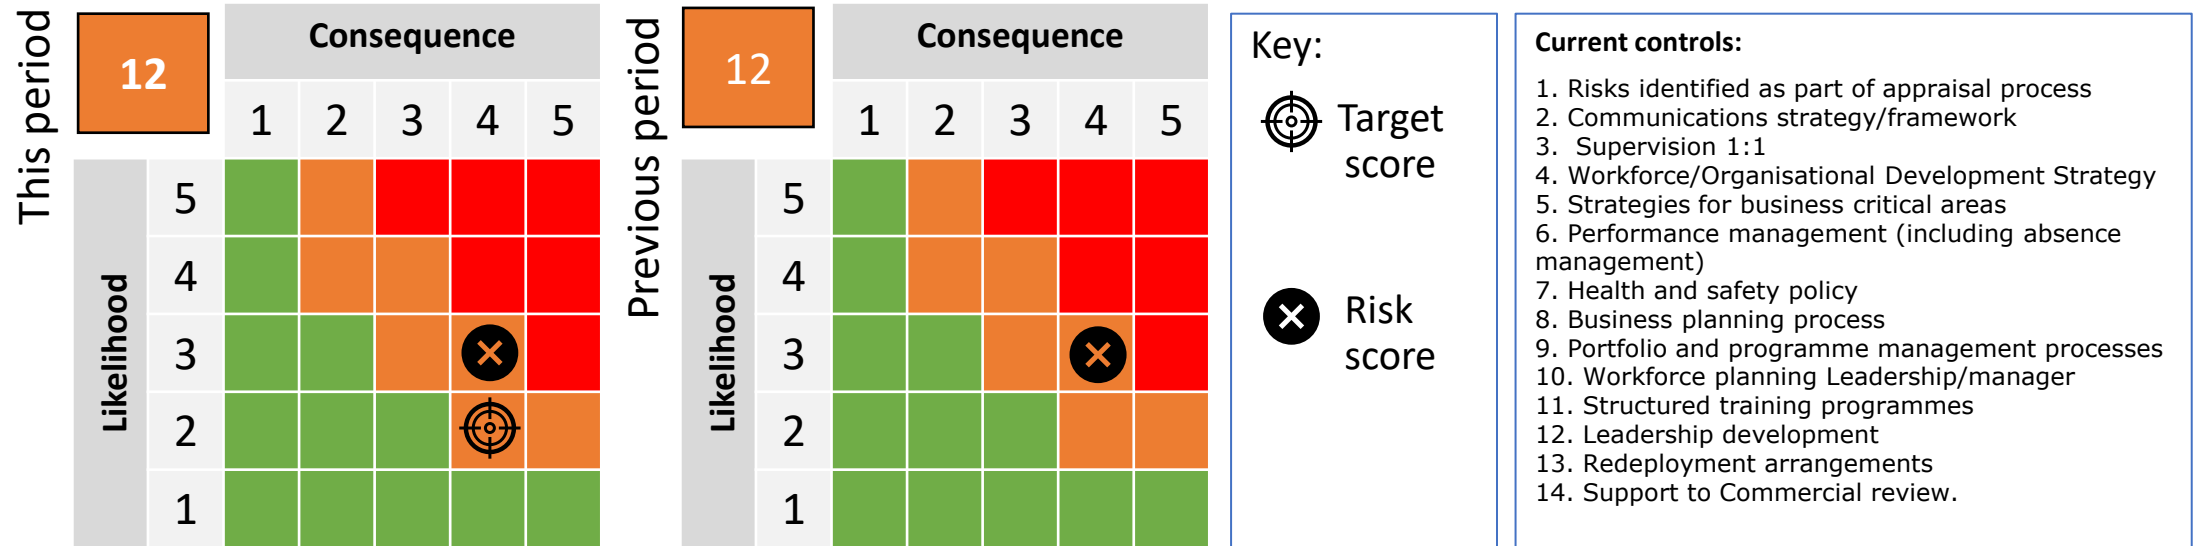 This period
12
Consequence
1 2 3 4 5
Likelihood
5
4
3
2
1
Previous period
12
Consequence
1 2 3 4 5
Likelihood
5
4
3
2
1
Key:
Target
score
Risk
score
Current controls:
1. Risks identified as part of appraisal process
2. Communications strategy/framework
3.  Supervision 1:1
4. Workforce/Organisational Development Strategy
5. Strategies for business critical areas
6. Performance management (including absence
management)
7. Health and safety policy
8. Business planning process
9. Portfolio and programme management processes
10. Workforce planning Leadership/manager
11. Structured training programmes
12. Leadership development
13. Redeployment arrangements
14. Support to Commercial review.